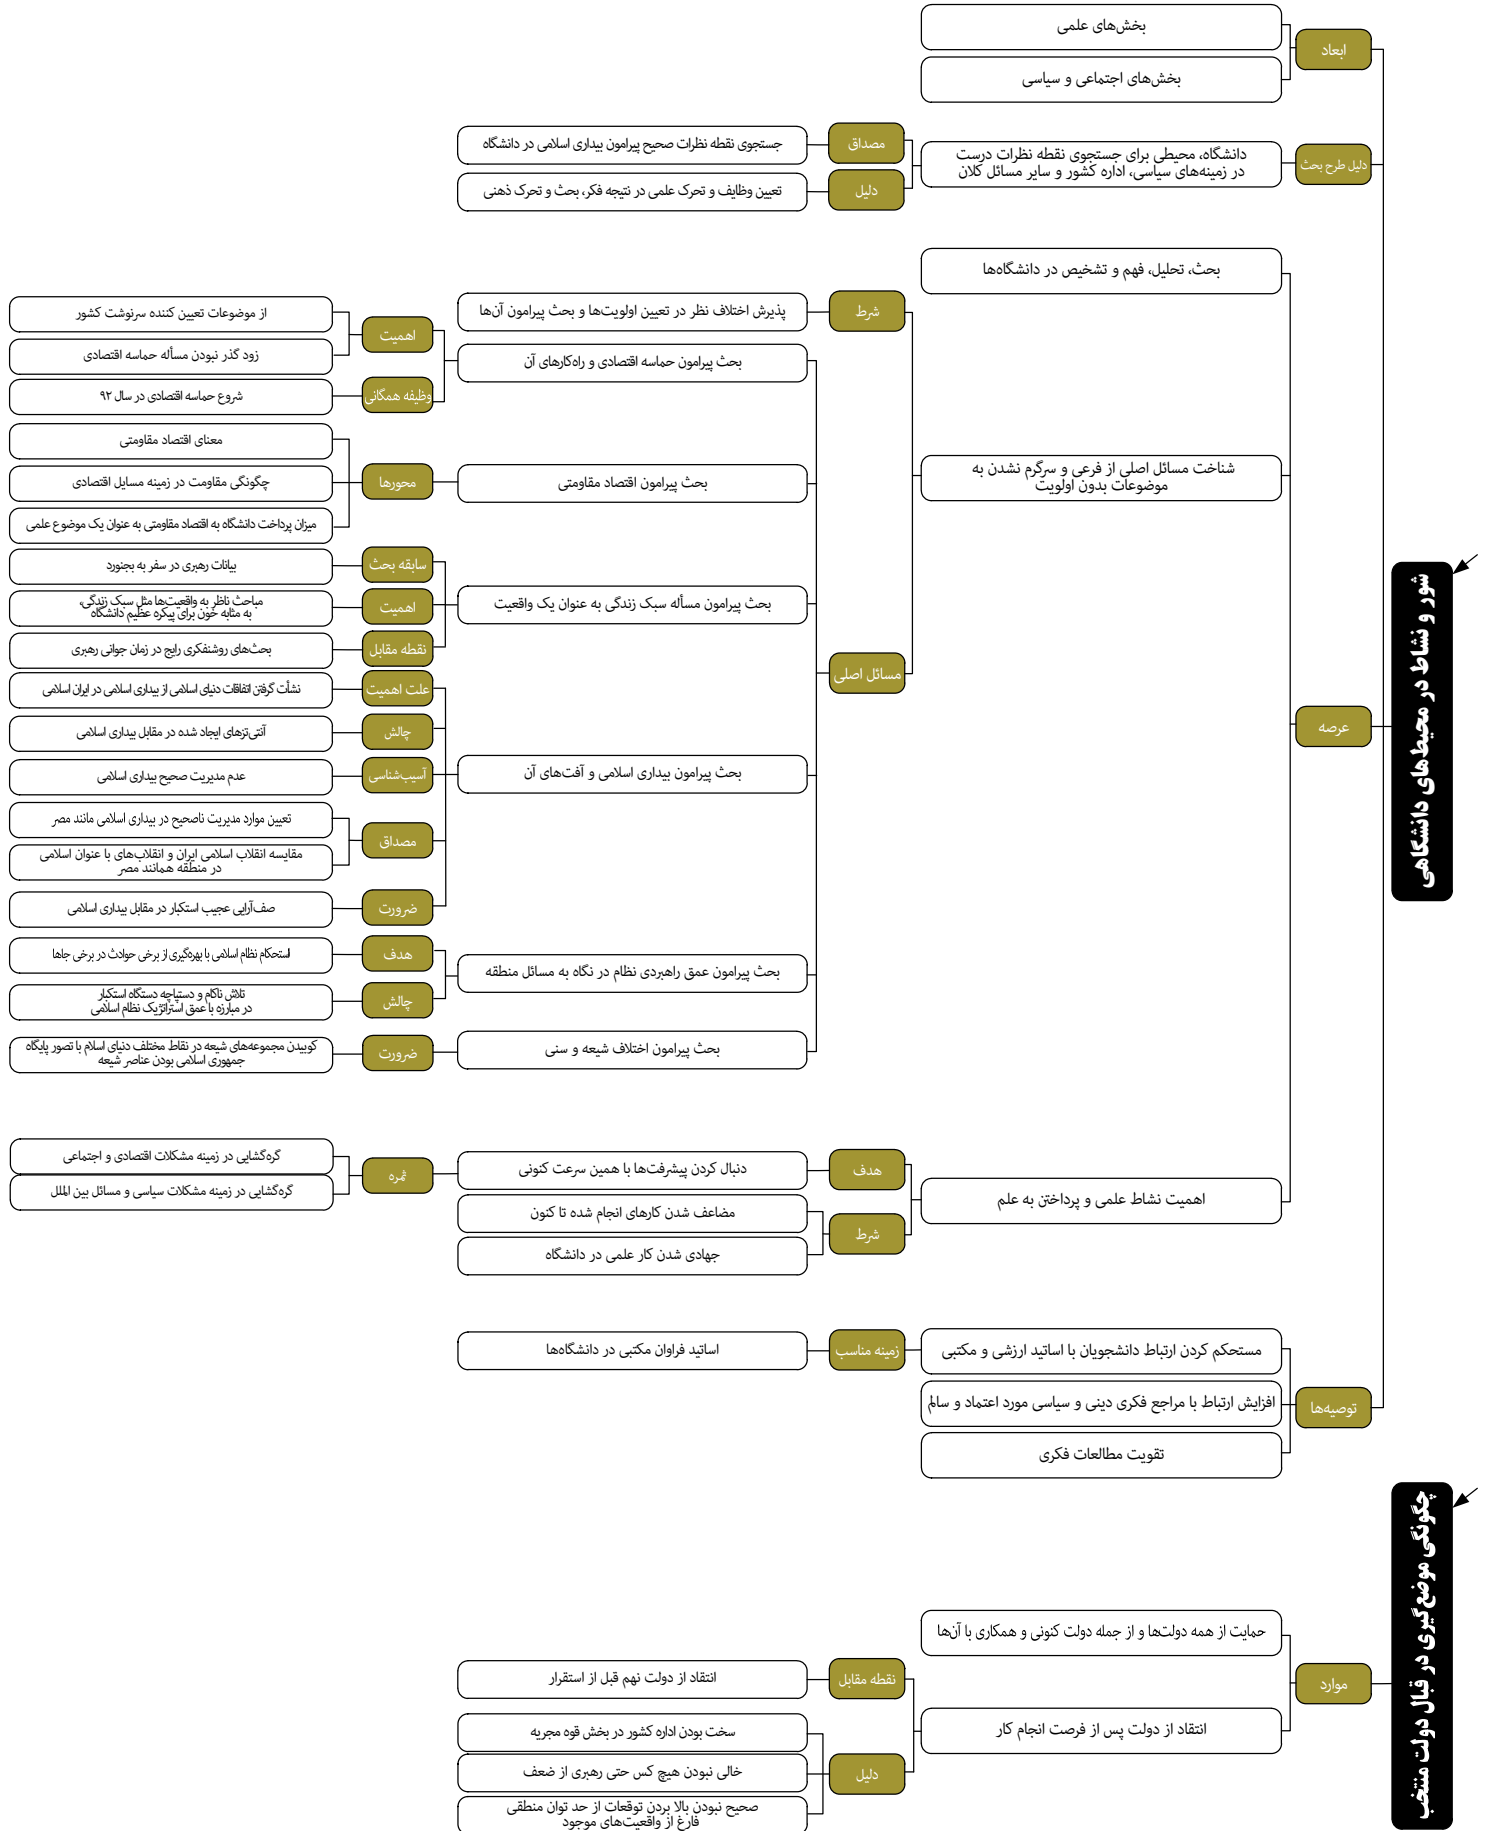 شور و نشاط در محیط‌های دانشگاهی
ابعاد
بخش‌های علمی
بخش‌های اجتماعی و سیاسی
دلیل طرح بحث
دانشگاه، محیطی برای جستجوی نقطه نظرات درست
در زمینه‌های سیاسی، اداره کشور و سایر مسائل کلان
مصداق
جستجوی نقطه نظرات صحیح پیرامون بیداری اسلامی در دانشگاه
دلیل
تعیین وظایف و تحرک علمی در نتیجه فکر، بحث و تحرک ذهنی
عرصه
بحث، تحلیل، فهم و تشخیص در دانشگاه‌ها
شناخت مسائل اصلی از فرعی و سرگرم نشدن به
موضوعات بدون اولویت
شرط
پذیرش اختلاف نظر در تعیین اولویت‌ها و بحث پیرامون آن‌ها
مسائل اصلی
بحث پیرامون حماسه اقتصادی و راه‌کارهای آن
اهمیت
از موضوعات تعیین کننده سرنوشت کشور
زود گذر نبودن مسأله حماسه اقتصادی
وظیفه همگانی
شروع حماسه اقتصادی در سال ۹۲
بحث پیرامون اقتصاد مقاومتی
محورها
معنای اقتصاد مقاومتی
چگونگی مقاومت در زمینه مسایل اقتصادی
میزان پرداخت دانشگاه به اقتصاد مقاومتی به عنوان یک موضوع علمی
بحث پیرامون مسأله سبک زندگی به عنوان یک واقعیت
سابقه بحث
بیانات رهبری در سفر به بجنورد
اهمیت
مباحث ناظر به واقعیت‌ها مثل سبک زندگی،
به مثابه خون برای پیکره عظیم دانشگاه
نقطه مقابل
بحث‌های روشنفکری رایج در زمان جوانی رهبری
بحث پیرامون بیداری اسلامی و آفت‌های آن
علت اهمیت
نشأت گرفتن اتفاقات دنیای اسلامی از بیداری اسلامی در ایران اسلامی
چالش
آنتی‌تزهای ایجاد شده در مقابل بیداری اسلامی
آسیب‌شناسی
عدم مدیریت صحیح بیداری اسلامی
مصداق
تعیین موارد مدیریت ناصحیح در بیداری اسلامی مانند مصر
مقایسه انقلاب اسلامی ایران و انقلاب‌های با عنوان اسلامی
در منطقه همانند مصر
ضرورت
صف‌آرایی عجیب استکبار در مقابل بیداری اسلامی
بحث پیرامون عمق راهبردی نظام در نگاه به مسائل منطقه
هدف
استحکام نظام اسلامی با بهره‌گیری از برخی حوادث در برخی جاها
چالش
تلاش ناکام و دستپاچه دستگاه استکبار
در مبارزه با عمق استراتژیک نظام اسلامی
بحث پیرامون اختلاف شیعه و سنی
ضرورت
کوبیدن مجموعه‌های شیعه در نقاط مختلف دنیای اسلام با تصور پایگاه
جمهوری اسلامی بودن عناصر شیعه
اهمیت نشاط علمی و پرداختن به علم
هدف
دنبال کردن پیشرفت‌ها با همین سرعت کنونی
ثمره
گره‌گشایی در زمینه مشکلات اقتصادی و اجتماعی
گره‌گشایی در زمینه مشکلات سیاسی و مسائل بین الملل
شرط
مضاعف شدن کارهای انجام شده تا کنون
جهادی شدن کار علمی در دانشگاه
توصیه‌ها
مستحکم کردن ارتباط دانشجویان با اساتید ارزشی و مکتبی
زمینه مناسب
اساتید فراوان مکتبی در دانشگاه‌ها
افزایش ارتباط با مراجع فکری دینی و سیاسی مورد اعتماد و سالم
تقویت مطالعات فکری
چگونگی موضع‌گیری در قبال دولت منتخب
موارد
حمایت از همه دولت‌ها و از جمله دولت کنونی و همکاری با آن‌ها
انتقاد از دولت پس از فرصت انجام کار
نقطه مقابل
انتقاد از دولت نهم قبل از استقرار
دلیل
سخت بودن اداره کشور در بخش قوه مجریه
خالی نبودن هیچ کس حتی رهبری از ضعف
صحیح نبودن بالا بردن توقعات از حد توان منطقی
فارغ از واقعیت‌های موجود